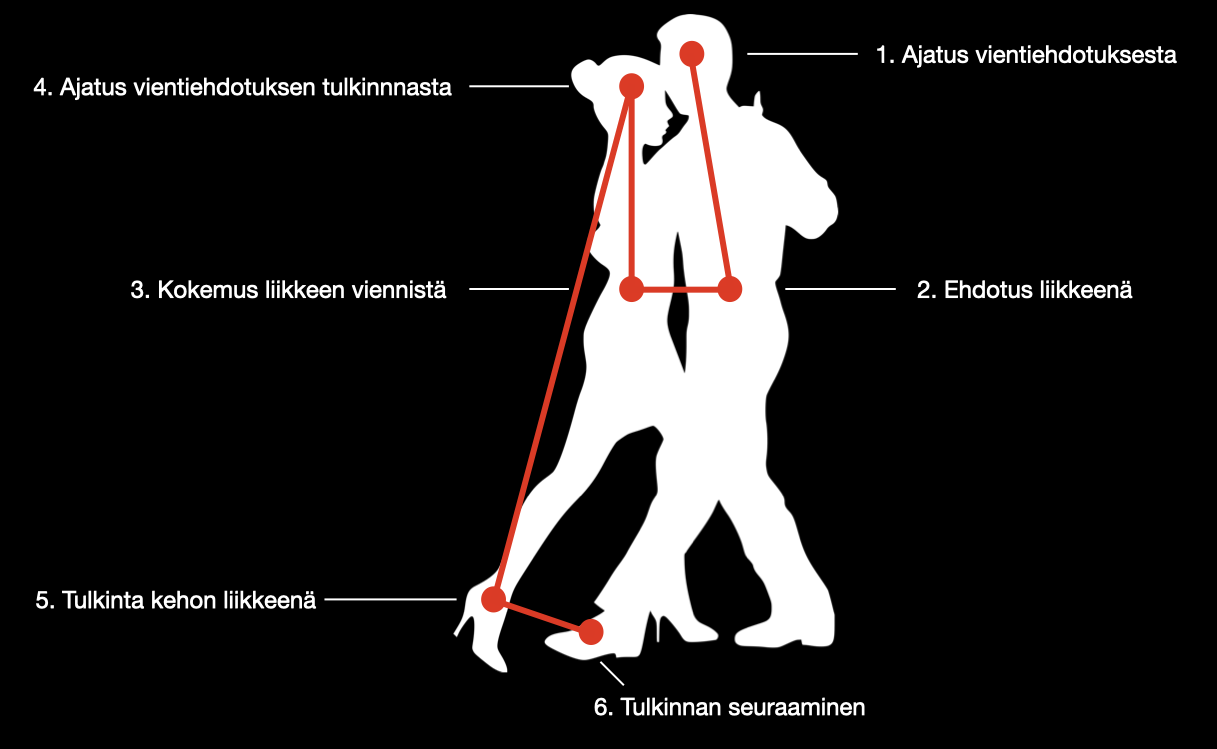 1. Ajatus vientiehdotuksesta
4. Ajatus vientiehdotuksen tulkinnnasta
3. Kokemus liikkeen viennistä
2. Ehdotus liikkeenä
5. Tulkinta kehon liikkeenä
6. Tulkinnan seuraaminen